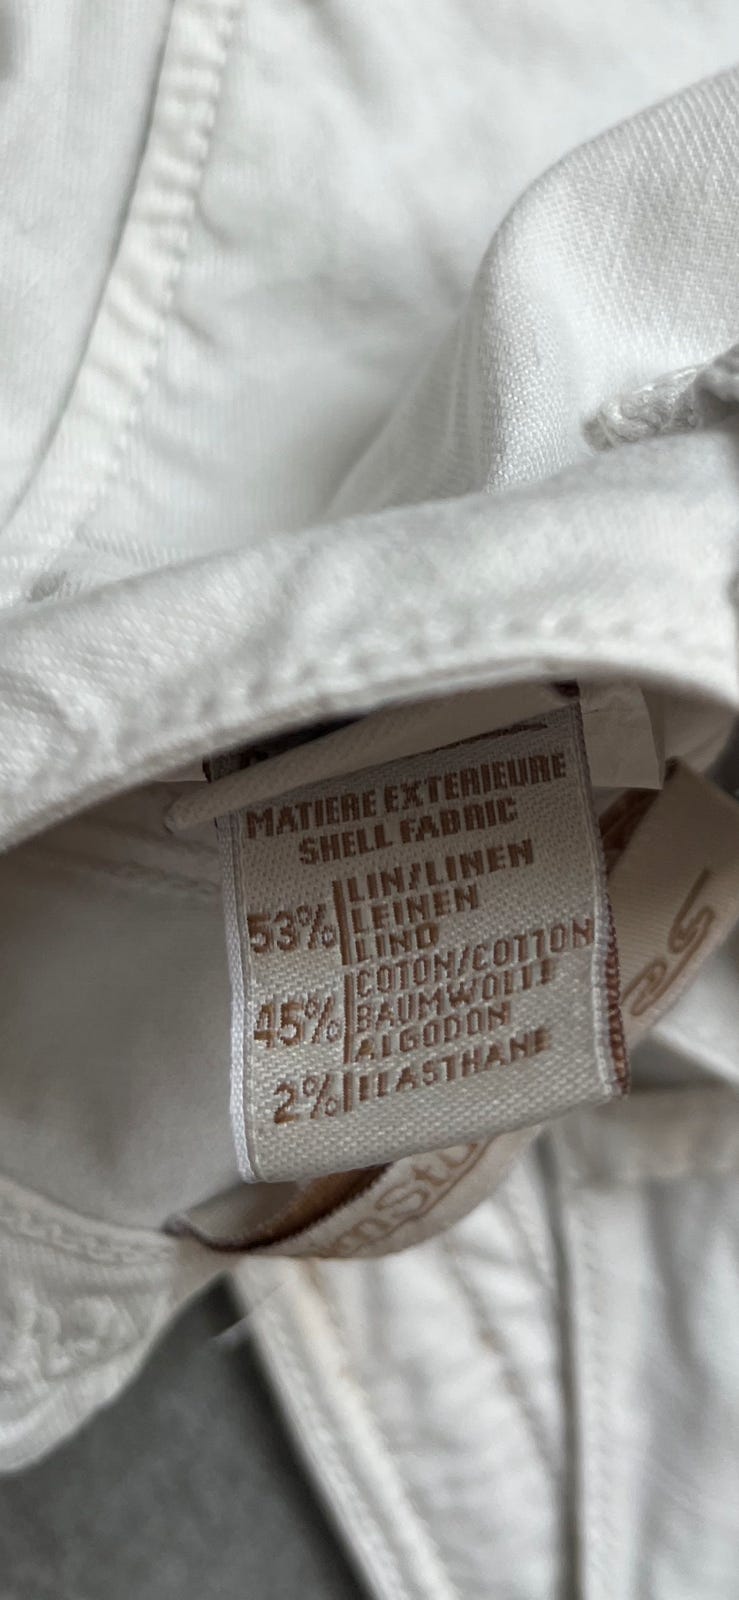 MATIERE EXTERIEURE
SHELL FABRIC
53% LIN/LINEN
LEINEN
LINO
45% COTON/COTTON
BAUMWOLLE
ALGODON
2% ELASTHANE